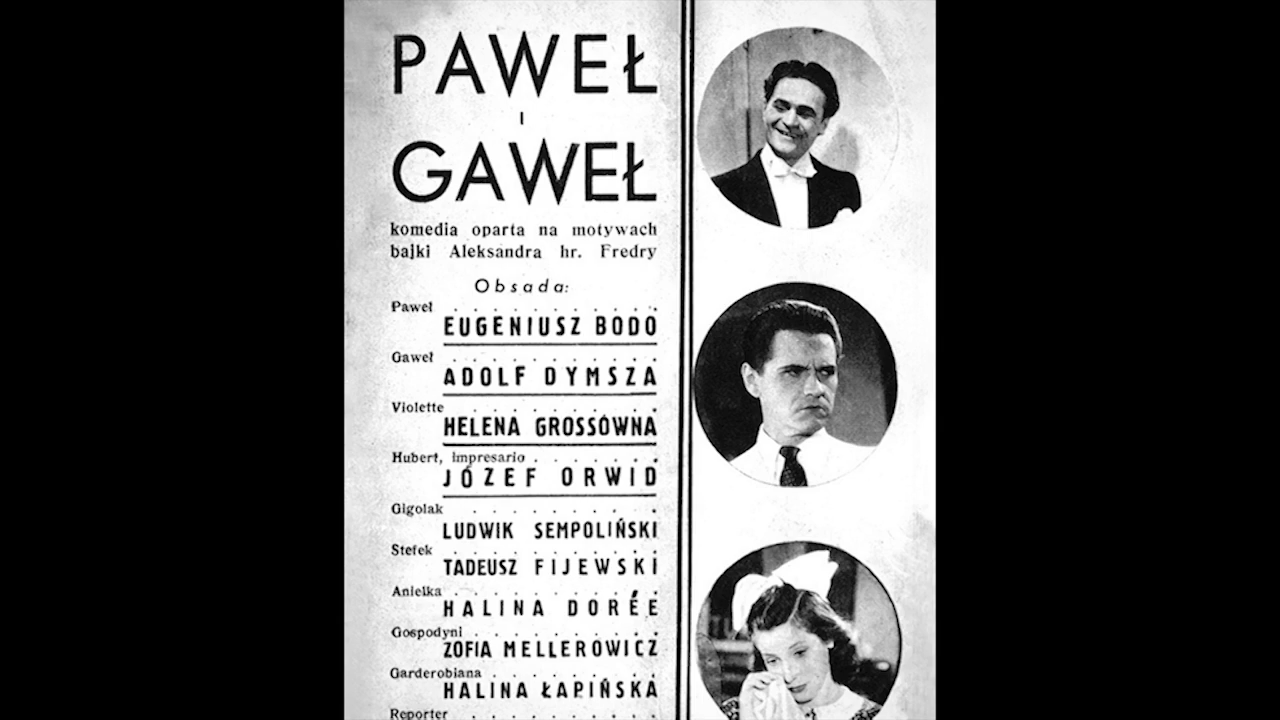 PAWEŁ
I
GAWEŁ
komedia oparta na motywach
bajki Aleksandra hr. Fredry
Obsada:
Paweł
EUGENIUSZ BODO
Gaweł
ADOLF DYMSZA
Violette
HELENA GROSSÓWNA
Hubert, impresario
JÓZEF ORWID
Gigolak
LUDWIK SEMPOLIŃSKI
Stefek
TADEUSZ FIJEWSKI
Anielka
HALINA DORÉE
Gospodyni
ZOFIA MELLEROWICZ
Garderobiana
HALINA ŁAPIŃSKA
Reporter